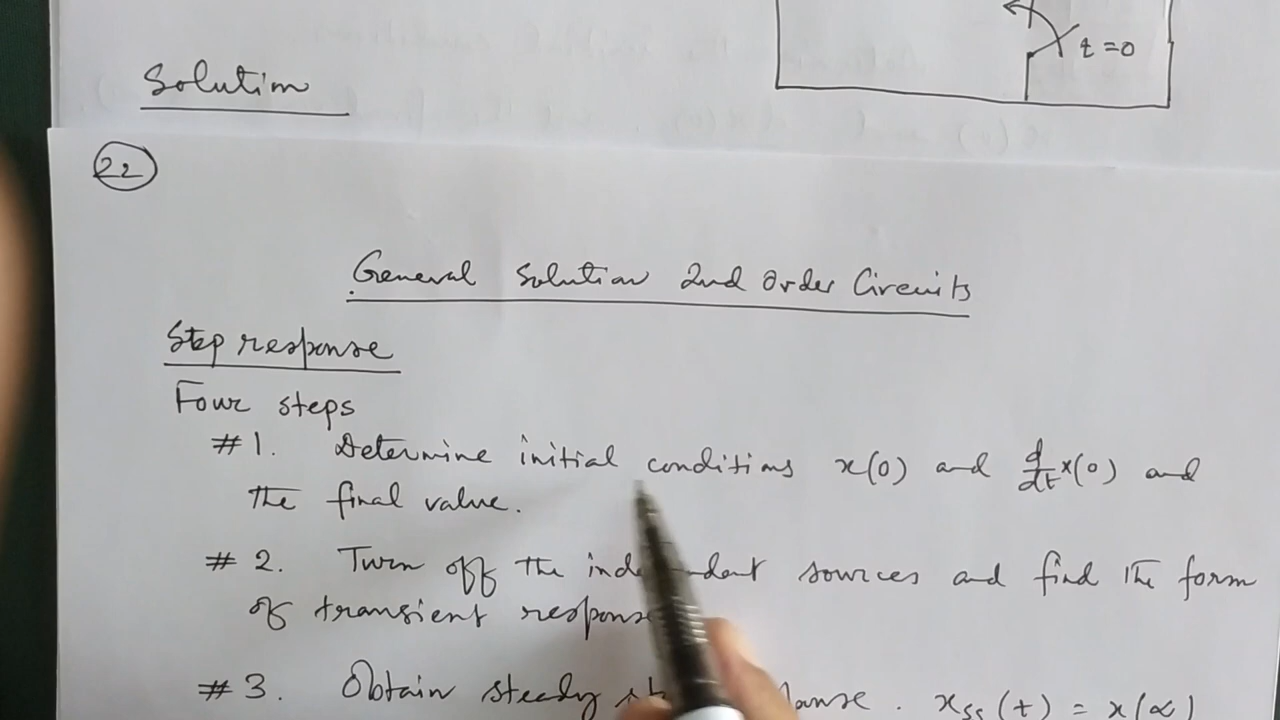 t=0
Solution
22
General Solution 2nd Order Circuits
Step response
Four steps
#1. Determine initial conditions x(0) and d/dt x(0) and
the final value.
#2. Turn off the independent sources and find the form
of transient response
#3. Obtain steady . xss(t) = x(∝)